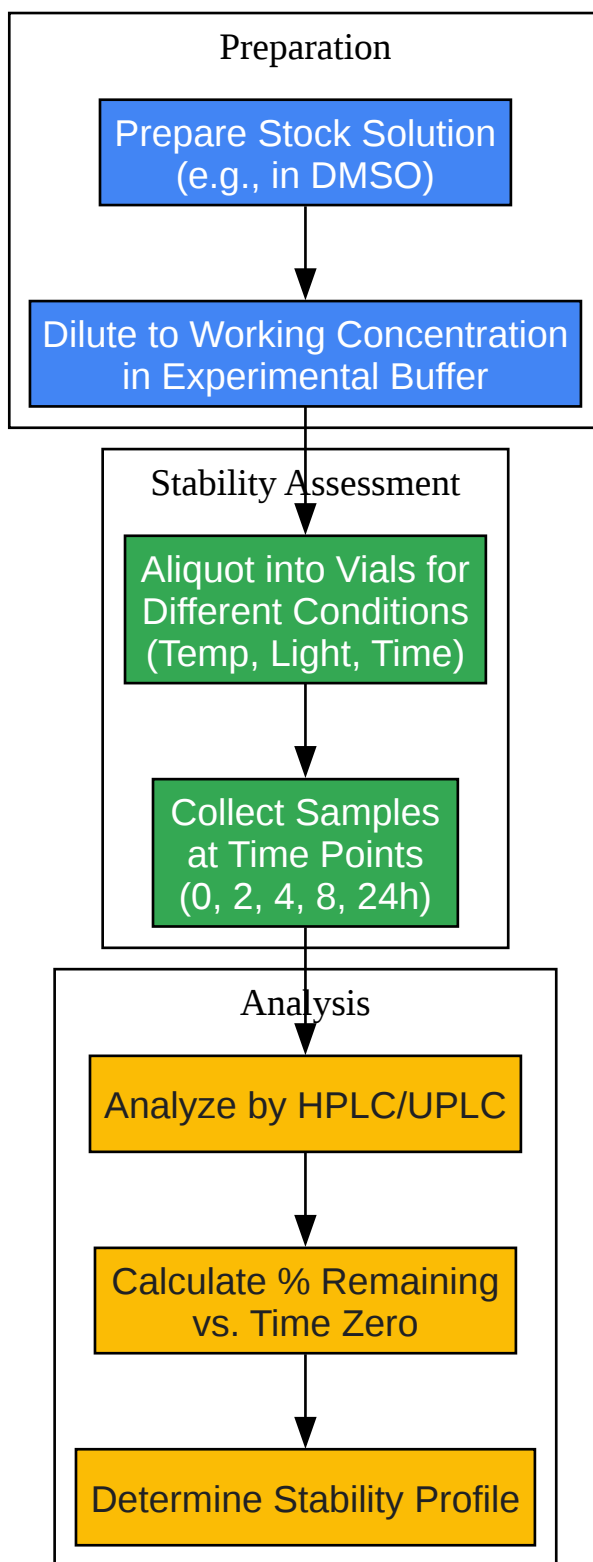 Preparation
Prepare Stock Solution
(e.g., in DMSO)
Dilute to Working Concentration
in Experimental Buffer
Stability Assessment
Aliquot into Vials for
Different Conditions
(Temp, Light, Time)
Collect Samples
at Time Points
(0, 2, 4, 8, 24h)
Analysis
Analyze by HPLC/UPLC
Calculate % Remaining
vs. Time Zero
Determine Stability Profile